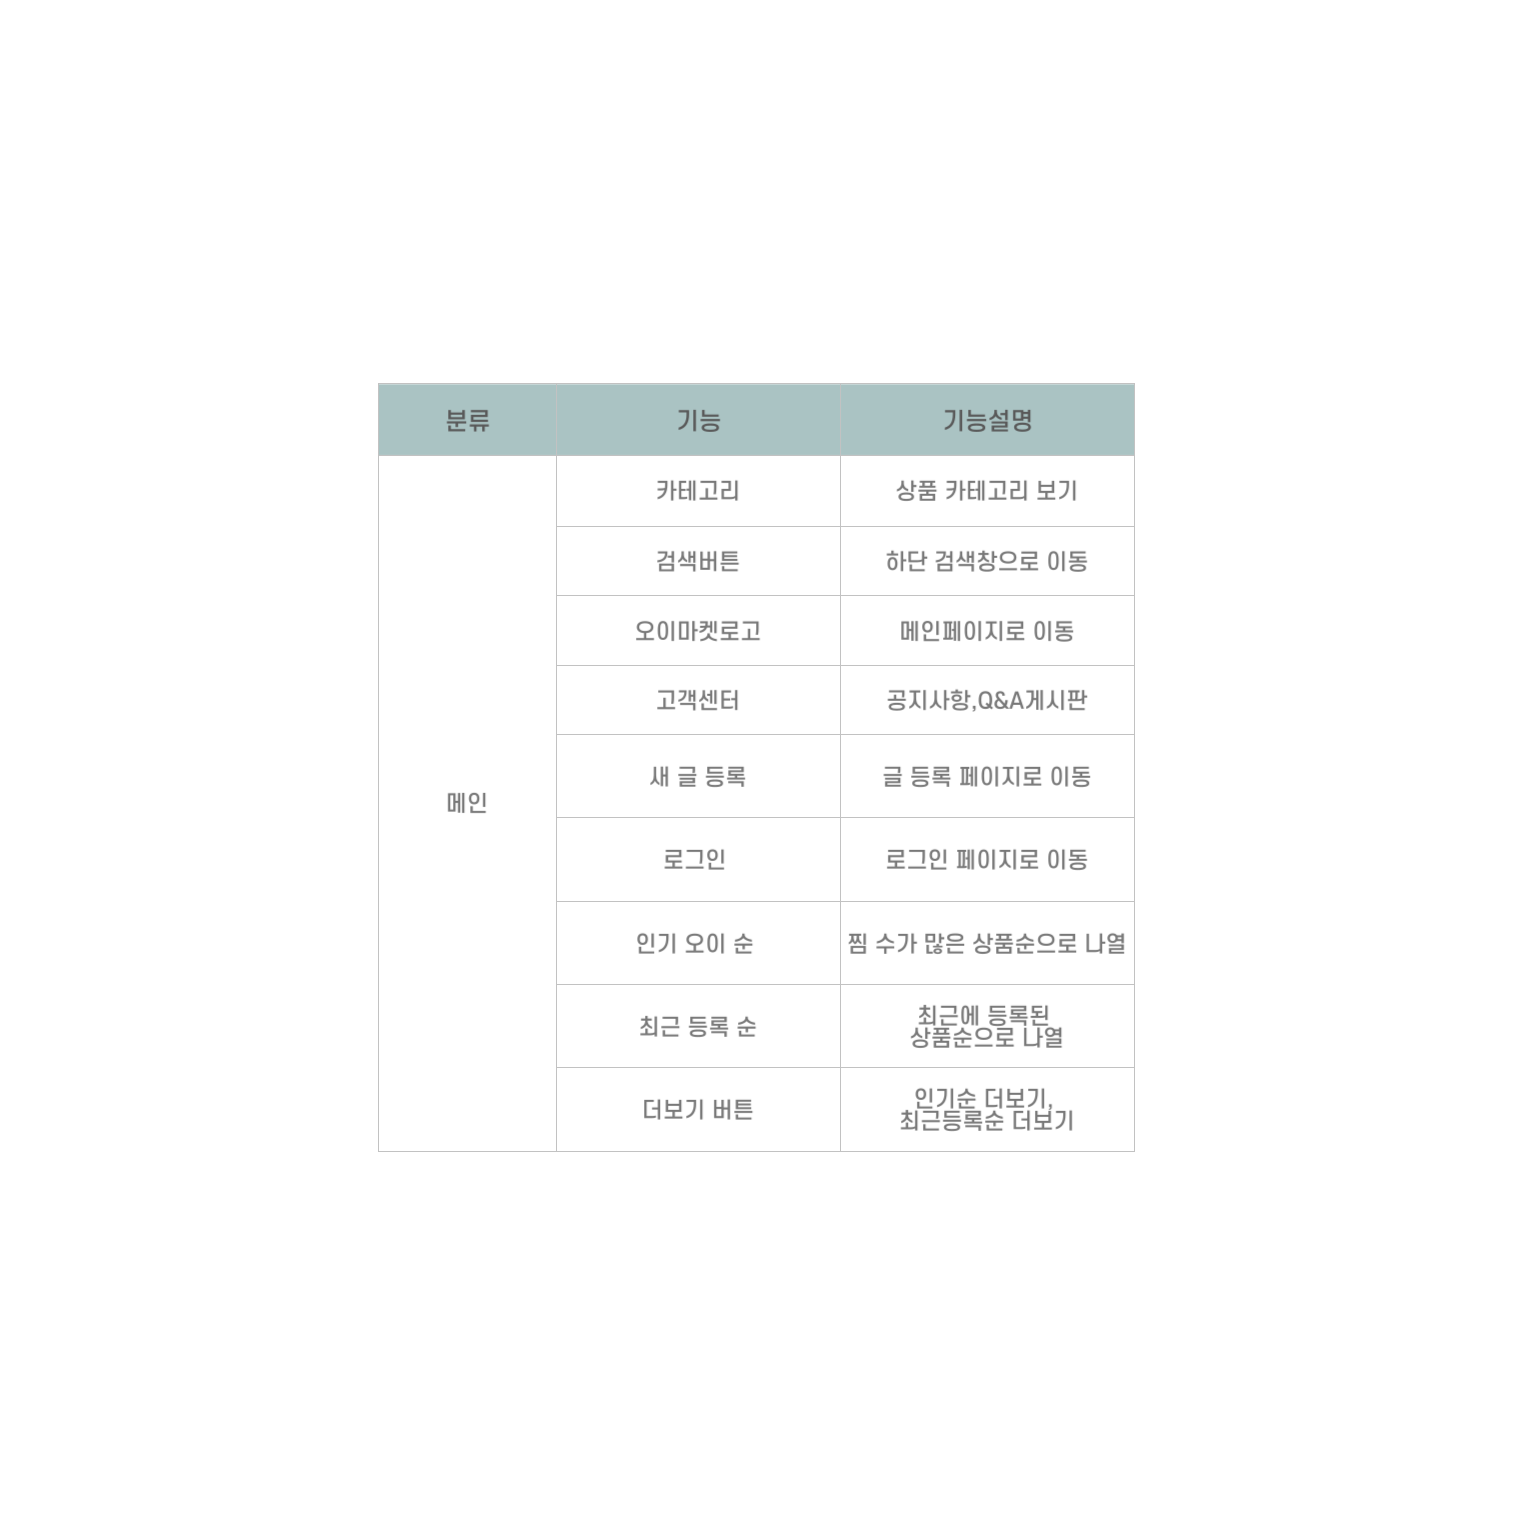 분류 기능 기능설명
카테고리 상품 카테고리 보기
검색버튼 하단 검색창으로 이동
오이마켓로고 메인페이지로 이동
고객센터 공지사항,Q&A게시판
새 글 등록 글 등록 페이지로 이동
메인
로그인 로그인 페이지로 이동
인기 오이 순 찜 수가 많은 상품순으로 나열
최근 등록 순 최근에 등록된
상품순으로 나열
더보기 버튼 인기순 더보기,
최근등록순 더보기